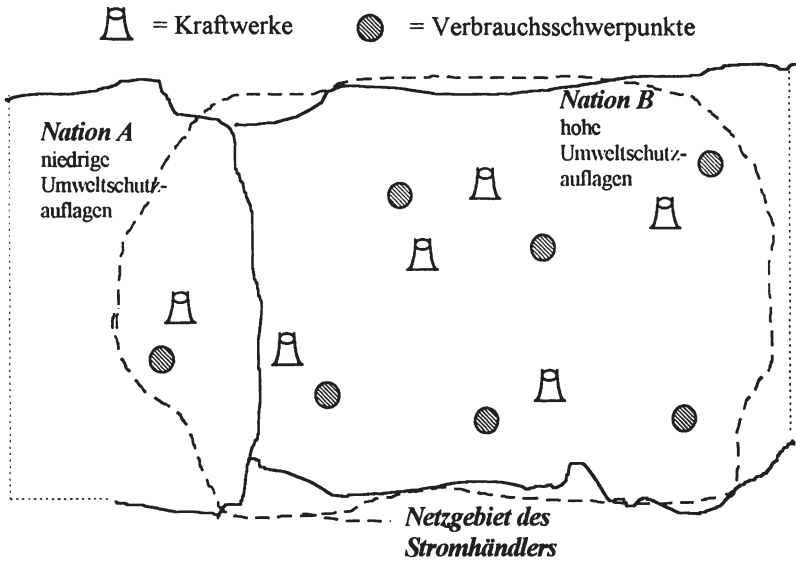 = Kraftwerke = Verbrauchsschwerpunkte
Nation A
niedrige
Umweltschutz-
auflagen
Nation B
hohe
Umweltschutz-
auflagen
Netzgebiet des
Stromhändlers